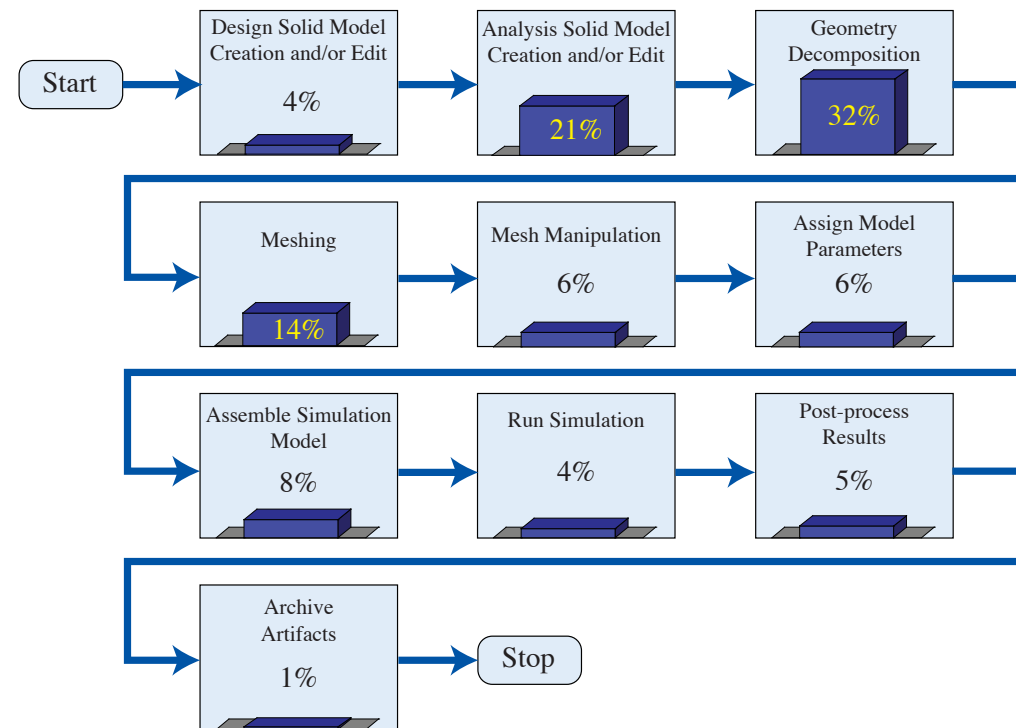 Start
Design Solid Model
Creation and/or Edit
4%
Analysis Solid Model
Creation and/or Edit
21%
Geometry
Decomposition
32%
Meshing
14%
Mesh Manipulation
6%
Assign Model
Parameters
6%
Assemble Simulation
Model
8%
Run Simulation
4%
Post-process
Results
5%
Archive
Artifacts
1%
Stop